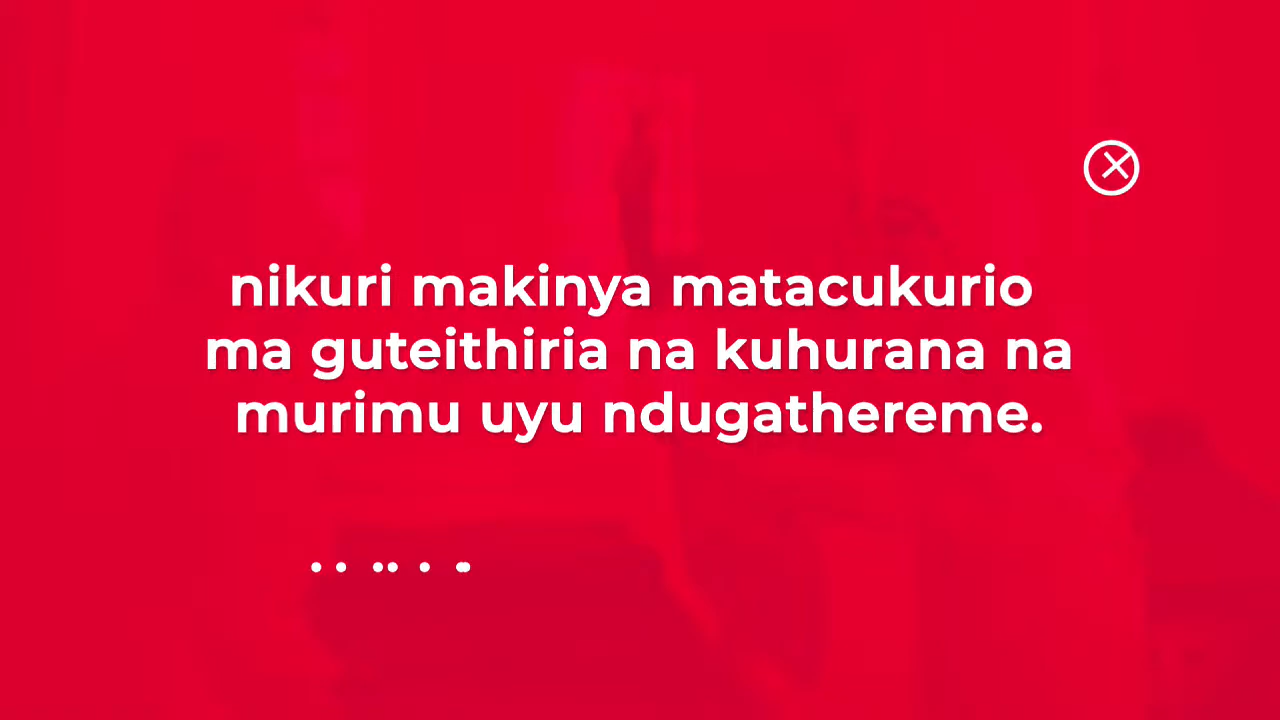 nikuri makinya matacukurio
ma guteithiria na kuhurana na
murimu uyu ndugathereme.